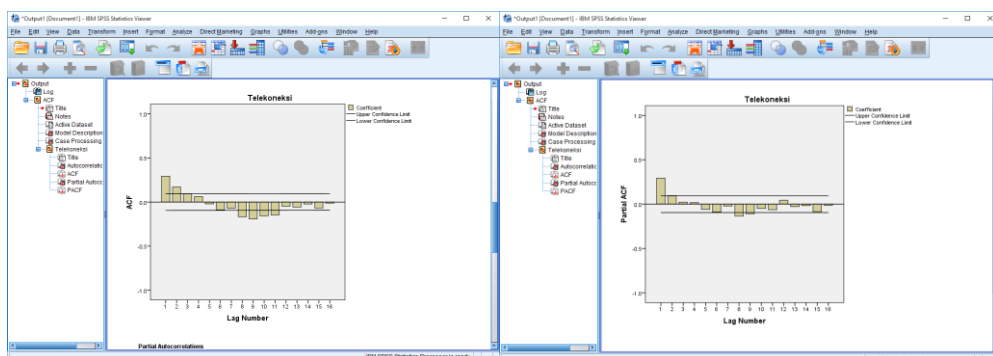 *Output1 [Document1] - IBM SPSS Statistics Viewer
File Edit View Data Transform Insert Format Analyze Direct Marketing Graphs Utilities Add-ons Window Help
Output
Log
ACF
Title
Notes
Active Dataset
Model Description
Case Processing
Telekoneksi
Title
Autocorrelatic
ACF
Partial Autocc
PACF
Telekoneksi
Coefficient
Upper Confidence Limit
Lower Confidence Limit
ACF
1.0
0.5
0.0
-0.5
-1.0
1 2 3 4 5 6 7 8 9 10 11 12 13 14 15 16
Lag Number
Partial Autocorrelations
*Output1 [Document1] - IBM SPSS Statistics Viewer
File Edit View Data Transform Insert Format Analyze Direct Marketing Graphs Utilities Add-ons Window Help
Output
Log
ACF
Title
Notes
Active Dataset
Model Description
Case Processing
Telekoneksi
Title
Autocorrelatic
ACF
Partial Autocc
PACF
Telekoneksi
Coefficient
Upper Confidence Limit
Lower Confidence Limit
Partial ACF
1.0
0.5
0.0
-0.5
-1.0
1 2 3 4 5 6 7 8 9 10 11 12 13 14 15 16
Lag Number